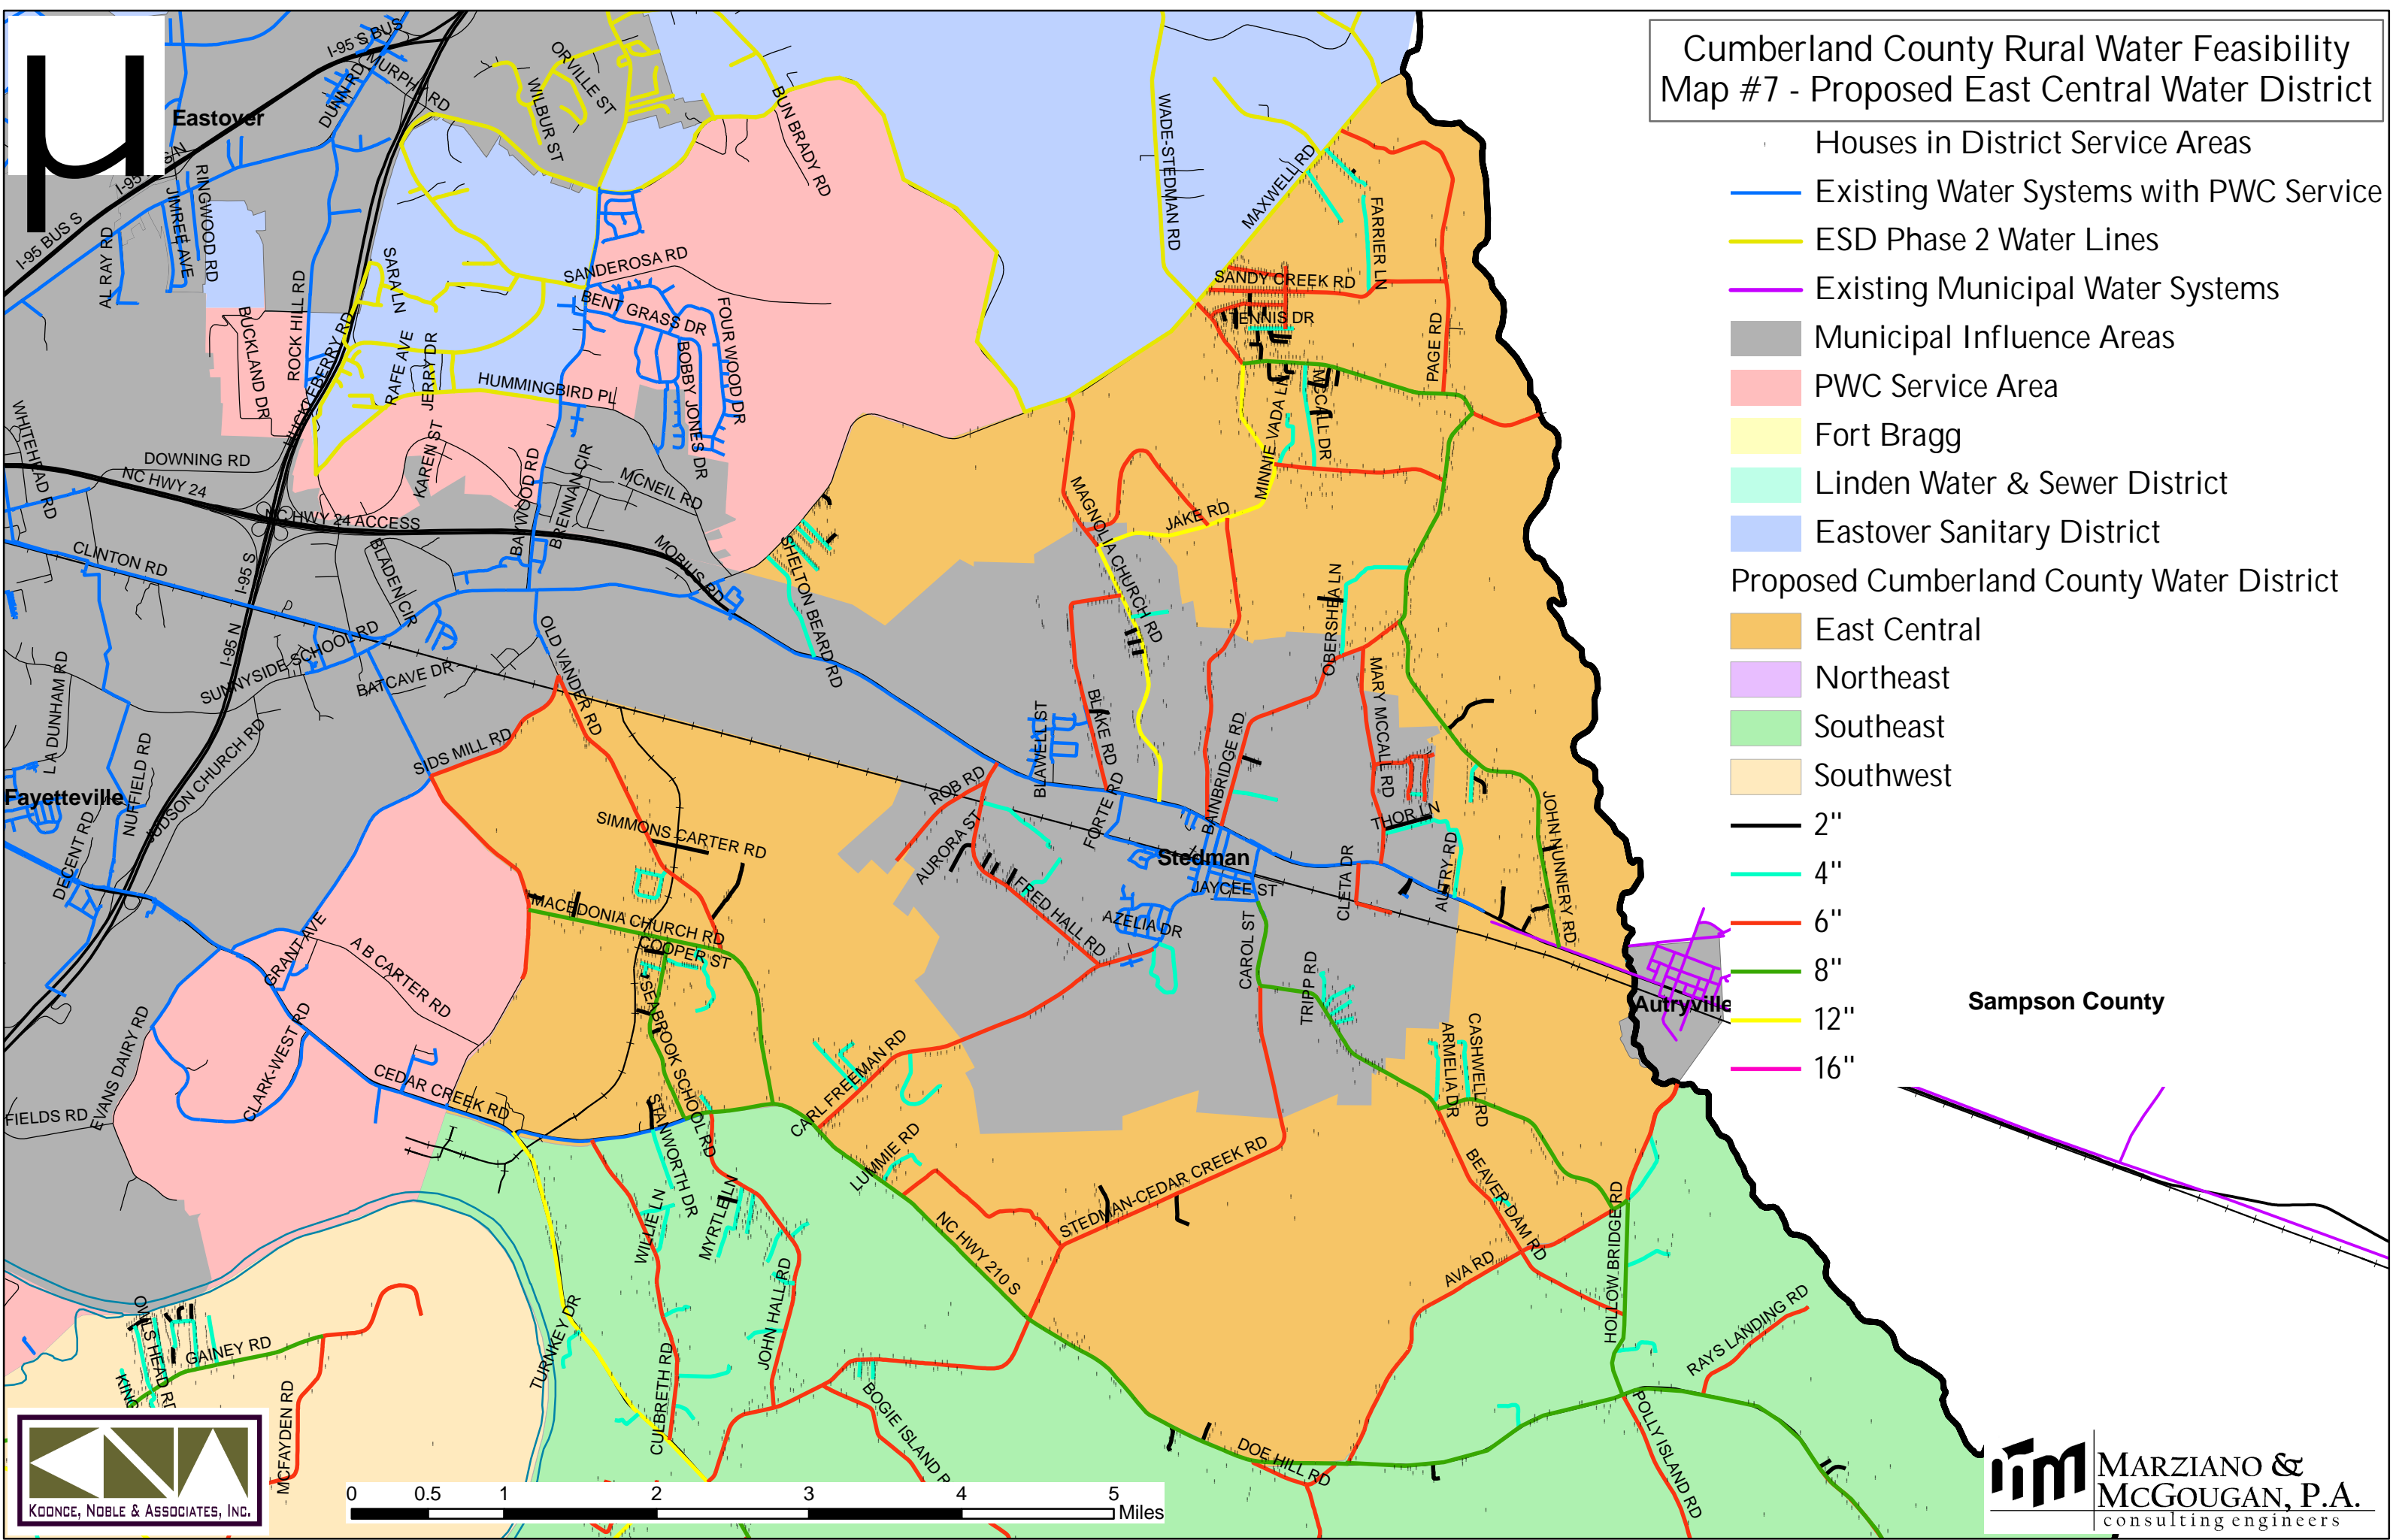 Cumberland County Rural Water Feasibility
Map #7 - Proposed East Central Water District
Houses in District Service Areas
Existing Water Systems with PWC Service
ESD Phase 2 Water Lines
Existing Municipal Water Systems
Municipal Influence Areas
PWC Service Area
Fort Bragg
Linden Water & Sewer District
Eastover Sanitary District
Proposed Cumberland County Water District
East Central
Northeast
Southeast
Southwest
2"
4"
6"
8"
12"
16"
µ
Eastover
I-95 S BUS
MURPHY RD
DUNN RD
ORVILLE ST
WILBUR ST
BUN BRADY RD
WADE-STEDMAN RD
MAXWELL RD
FARRIER LN
I-95 BUS S
JIMREE AVE
RINGWOOD RD
AL RAY RD
ROCK HILL RD
SARA LN
SANDEROSA RD
BENT GRASS DR
FOUR WOOD DR
SANDY CREEK RD
TENNIS DR
PAGE RD
BUCKLAND DR
HUCKLEBERRY RD
RAFE AVE
JERRY DR
HUMMINGBIRD PL
BOBBY JONES DR
MINNIE VADA LN
MCCALL DR
WHITEHEAD RD
DOWNING RD
NC HWY 24
KAREN ST
BAYWOOD RD
BRENNAN CIR
MCNEIL RD
NC HWY 24 ACCESS
MAGNOLIA CHURCH RD
JAKE RD
CLINTON RD
I-95 S
BLADEN CIR
MOBILS RD
SHELTON BEARD RD
OBERSHEA LN
I-95 N
SUNNYSIDE SCHOOL RD
BATCAVE DR
OLD VANDER RD
LA DUNHAM RD
NUFFIELD RD
JUDSON CHURCH RD
SIDS MILL RD
BLAWELL ST
BLAKE RD
BAINBRIDGE RD
MARY MCCALL RD
Fayetteville
DECENT RD
SIMMONS CARTER RD
ROB RD
AURORA ST
FORTE RD
Stedman
THOR LN
JOHN NUNNERY RD
JAYCEE ST
CLETA DR
AUTRY RD
MACEDONIA CHURCH RD
COOPER ST
FRED HALL RD
AZELIA DR
CAROL ST
TRIPP RD
GRANT AVE
A B CARTER RD
SEABROOK SCHOOL RD
Autryville
Sampson County
EVANS DAIRY RD
CLARK-WEST RD
CEDAR CREEK RD
FIELDS RD
CARL FREEMAN RD
ARMELIA DR
CASHWELL RD
STANWORTH DR
LUMMIE RD
WILLIE LN
MYRTLE LN
NC HWY 210 S
STEDMAN-CEDAR CREEK RD
BEAVER DAM RD
AVA RD
HOLLOW BRIDGE RD
JOHN HALL RD
TURNKEY DR
OWLS HEAD RD
GAINEY RD
MCFAYDEN RD
CULBRETH RD
BOGIE ISLAND R
RAYS LANDING RD
POLLY ISLAND RD
DOE HILL RD
0 0.5 1 2 3 4 5
Miles
KNA
KOONCE, NOBLE & ASSOCIATES, INC.
MARZIANO &
MCGOUGAN, P.A.
consulting engineers